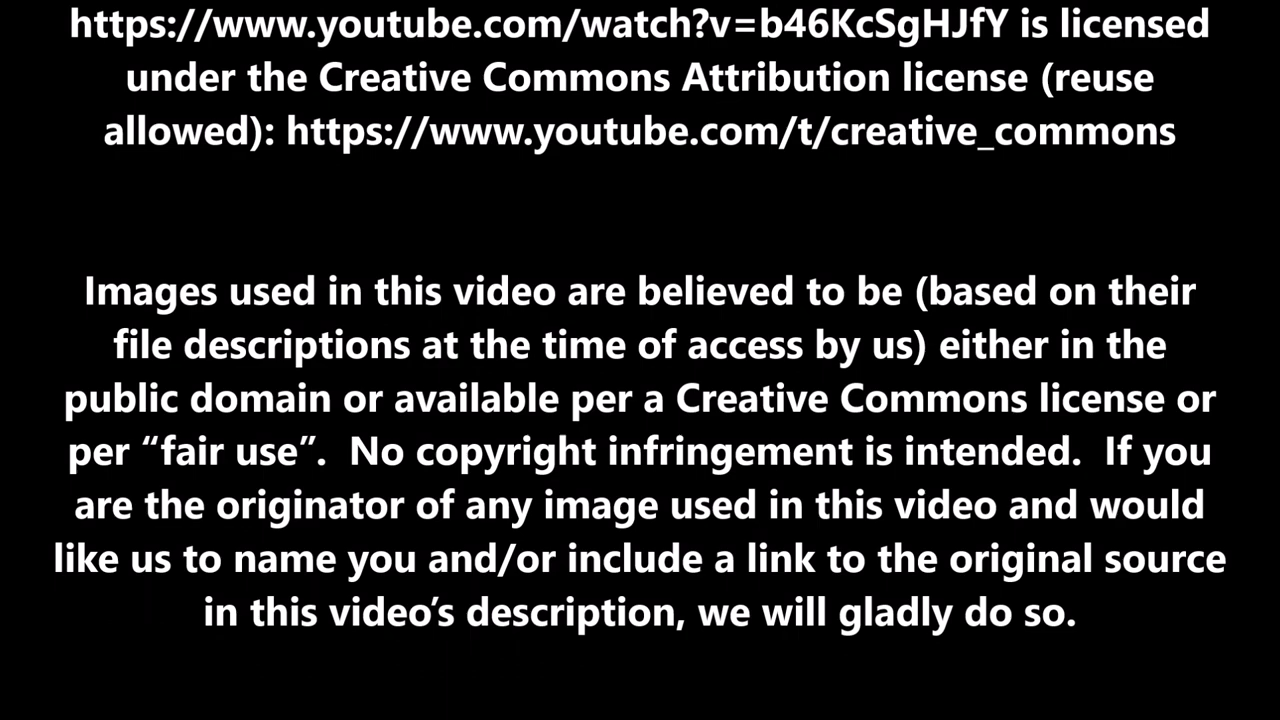 https://www.youtube.com/watch?v=b46KcSgHJfY is licensed
under the Creative Commons Attribution license (reuse
allowed): https://www.youtube.com/t/creative_commons
Images used in this video are believed to be (based on their
file descriptions at the time of access by us) either in the
public domain or available per a Creative Commons license or
per “fair use”.  No copyright infringement is intended.  If you
are the originator of any image used in this video and would
like us to name you and/or include a link to the original source
in this video’s description, we will gladly do so.